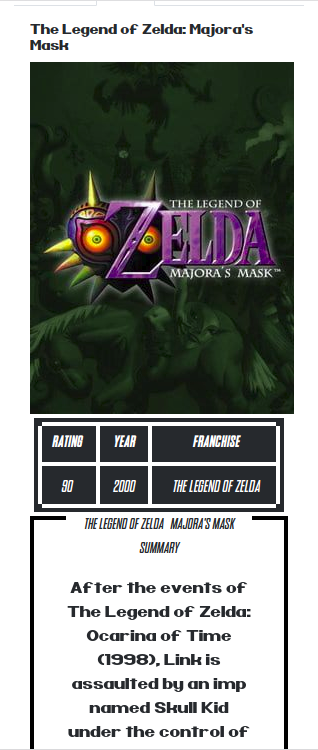 The Legend of Zelda: Majora's
Mask
THE LEGEND OF
ZELDA
MAJORA'S MASK™
RATING YEAR FRANCHISE
90 2000 THE LEGEND OF ZELDA
THE LEGEND OF ZELDA MAJORA'S MASK
SUMMARY
After the events of
The Legend of Zelda:
Ocarina of Time
(1998), Link is
assaulted by an imp
named Skull Kid
under the control of